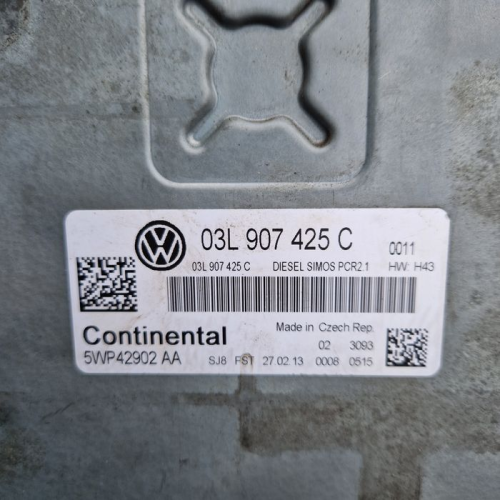 03L 907 425 C 0011
03L 907 425 C DIESEL SIMOS PCR2.1 HW: H43
Continental Made in Czech Rep.
02 3093
5WP42902 AA SJ8 FST 27.02.13 0008 0515